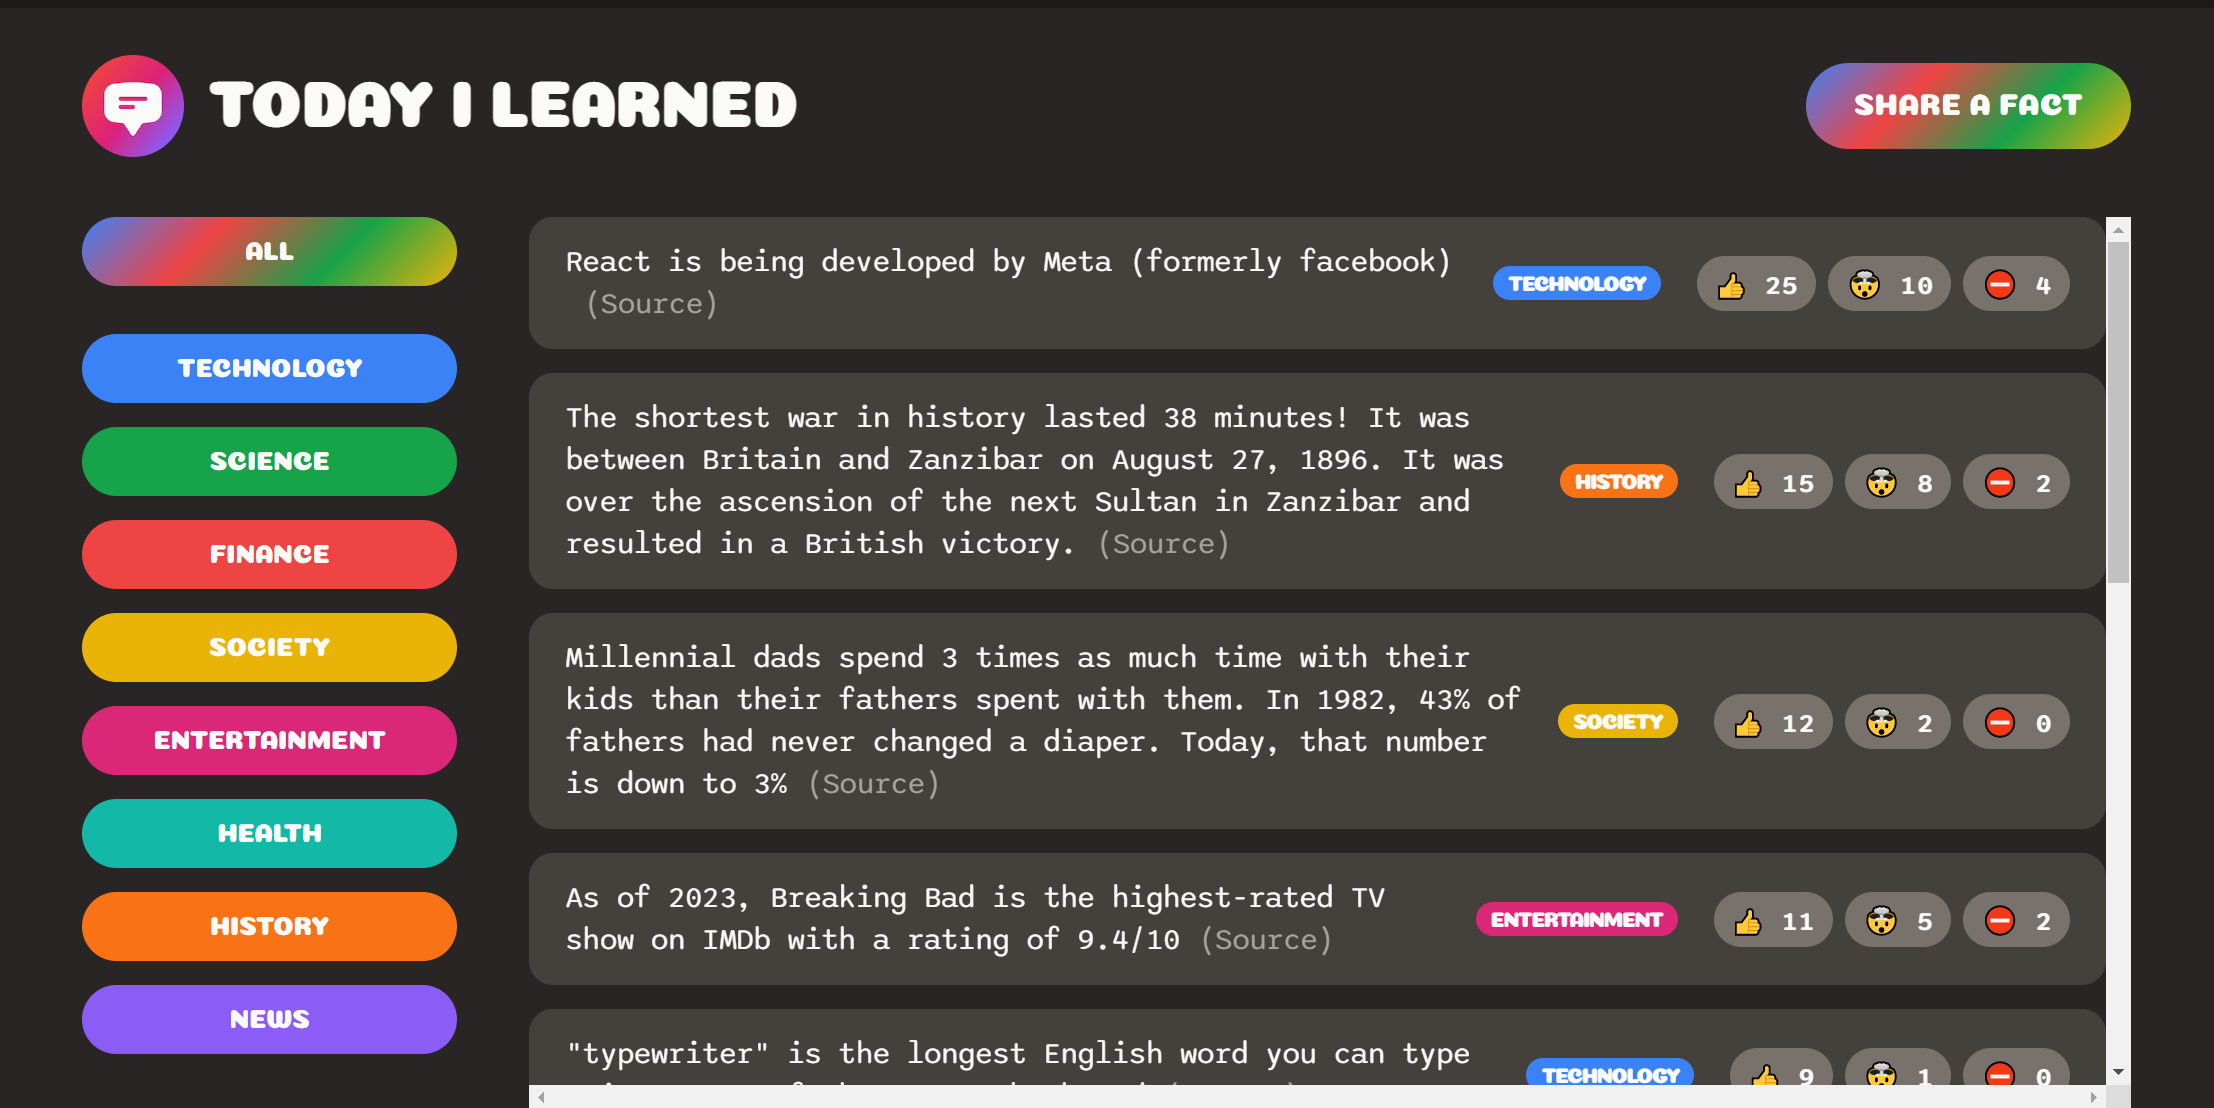 TODAY I LEARNED
SHARE A FACT
ALL
TECHNOLOGY
SCIENCE
FINANCE
SOCIETY
ENTERTAINMENT
HEALTH
HISTORY
NEWS
React is being developed by Meta (formerly facebook)
(Source)
TECHNOLOGY
👍 25 🤯 10 ⛔ 4
The shortest war in history lasted 38 minutes! It was
between Britain and Zanzibar on August 27, 1896. It was
over the ascension of the next Sultan in Zanzibar and
resulted in a British victory. (Source)
HISTORY
👍 15 🤯 8 ⛔ 2
Millennial dads spend 3 times as much time with their
kids than their fathers spent with them. In 1982, 43% of
fathers had never changed a diaper. Today, that number
is down to 3% (Source)
SOCIETY
👍 12 🤯 2 ⛔ 0
As of 2023, Breaking Bad is the highest-rated TV
show on IMDb with a rating of 9.4/10 (Source)
ENTERTAINMENT
👍 11 🤯 5 ⛔ 2
"typewriter" is the longest English word you can type
TECHNOLOGY
👍 9 🤯 1 ⛔ 0